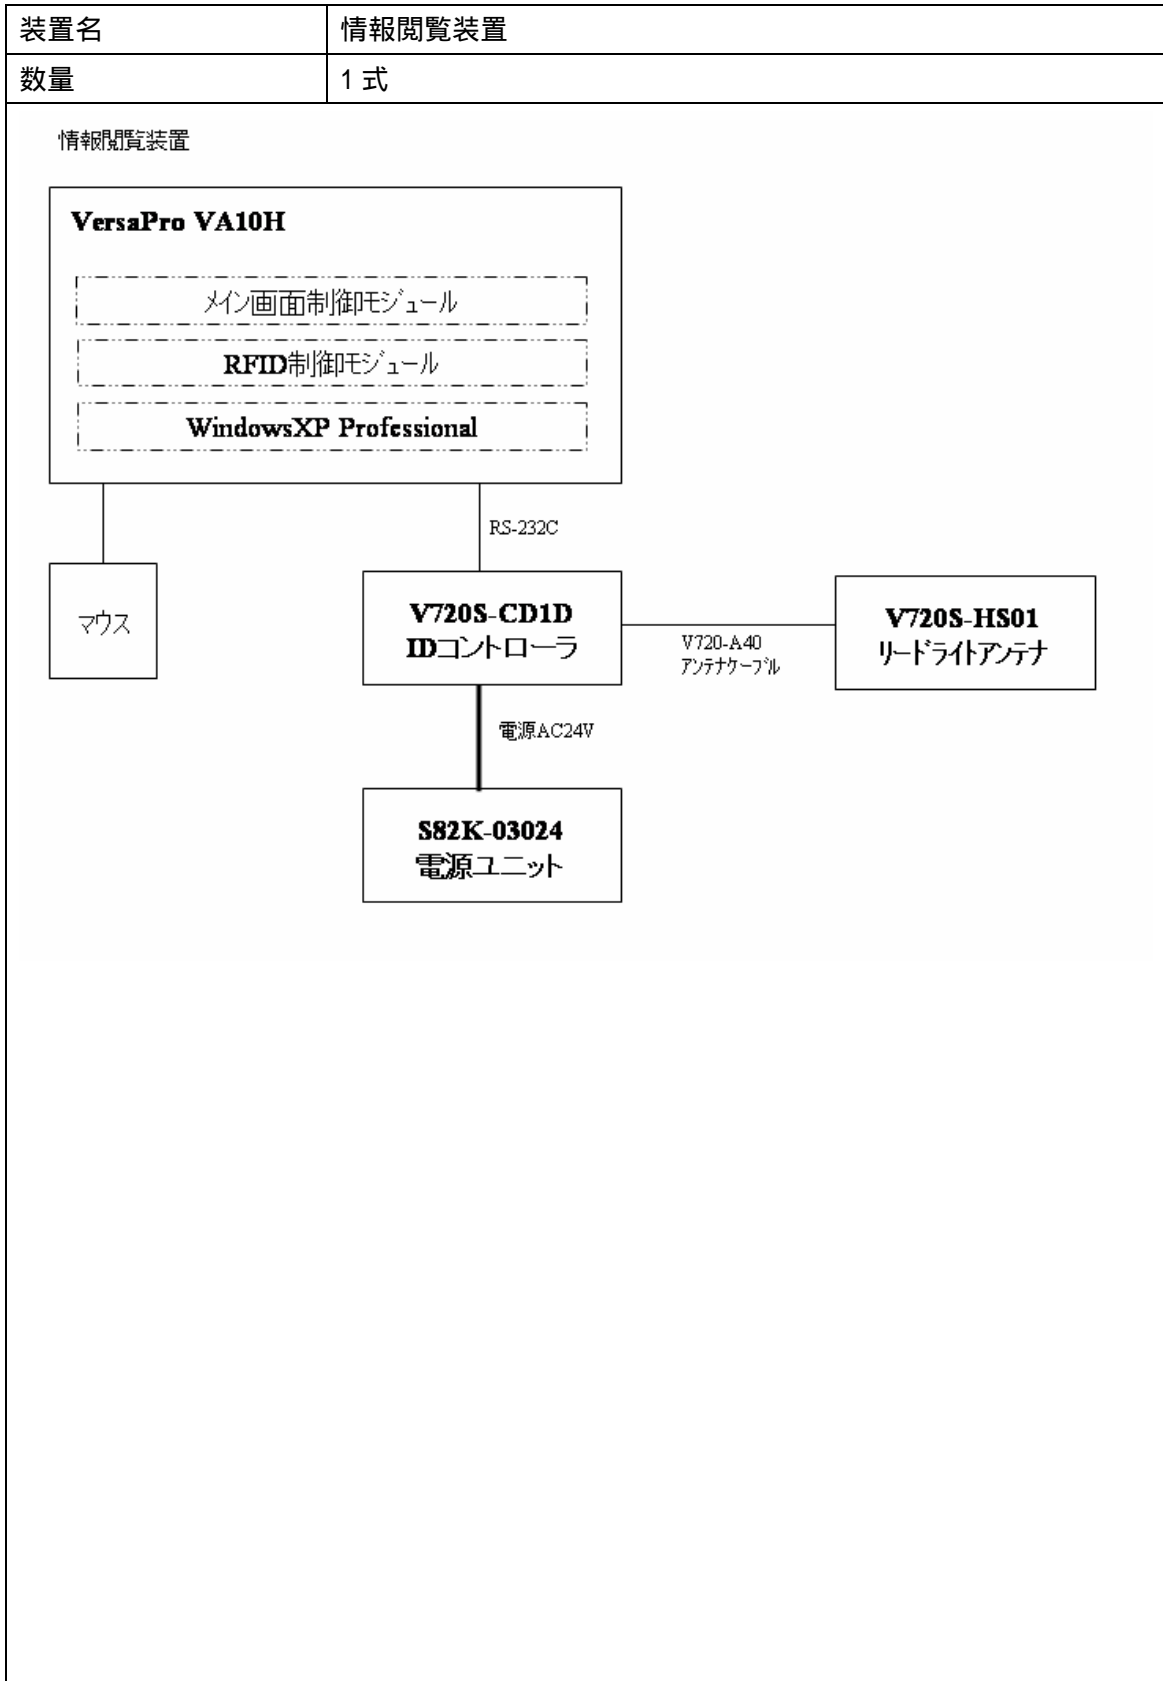 装置名 情報閲覧装置
数量 1式
情報閲覧装置
VersaPro VA10H
メイン画面制御モジュール
RFID制御モジュール
WindowsXP Professional
RS-232C
マウス
V720S-CD1D
IDコントローラ
V720-A40
アンテナケーブル
V720S-HS01
リードライトアンテナ
電源AC24V
S82K-03024
電源ユニット